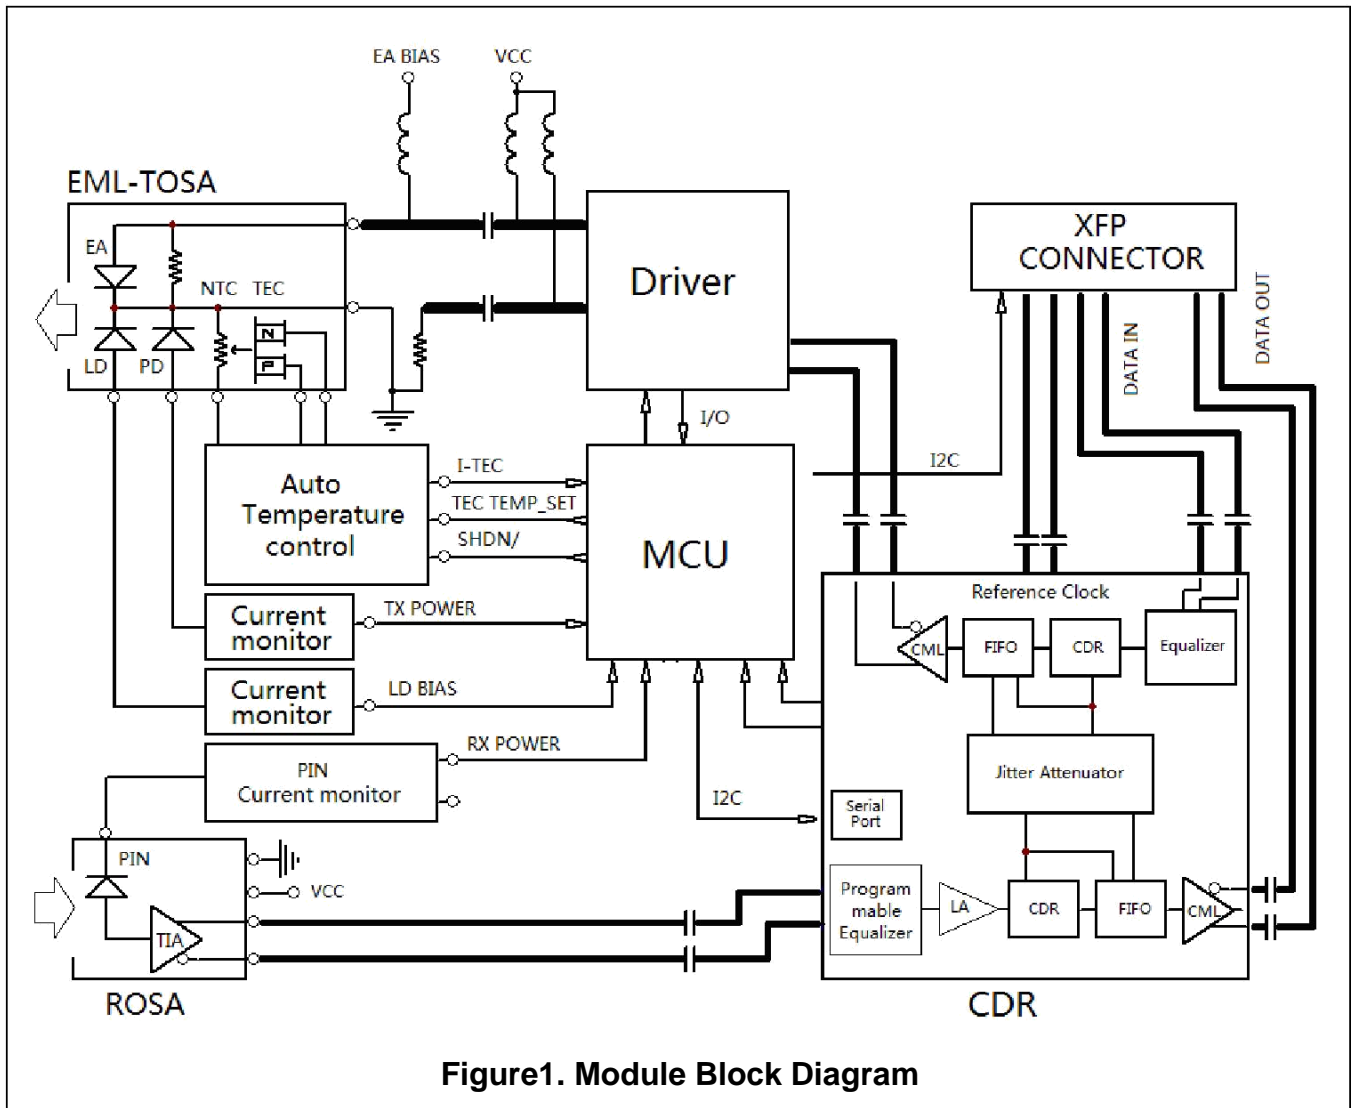 EA BIAS
VCC
EML-TOSA
EA
NTC TEC
N
P
LD
PD
Driver
I/O
XFP
CONNECTOR
DATA IN
DATA OUT
I2C
Auto
Temperature
control
I-TEC
TEC TEMP_SET
SHDN/
MCU
Current
monitor
TX POWER
Current
monitor
LD BIAS
PIN
Current monitor
RX POWER
I2C
Reference Clock
CML
FIFO
CDR
Equalizer
Jitter Attenuator
Serial
Port
Program
mable
Equalizer
LA
CDR
FIFO
CML
PIN
VCC
TIA
ROSA
CDR
Figure1. Module Block Diagram